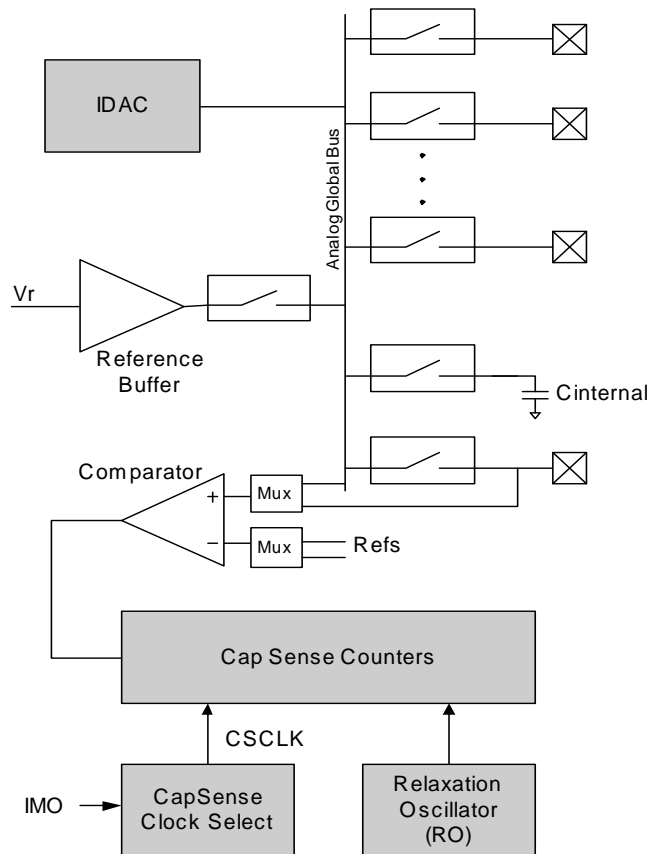 IDAC
Analog Global Bus
Vr
Reference
Buffer
Cinternal
Comparator
+
Mux
−
Mux
Refs
Cap Sense Counters
CSCLK
IMO
CapSense
Clock Select
Relaxation
Oscillator
(RO)